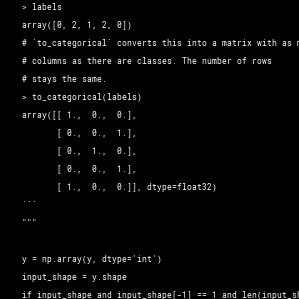 > labels
array([0, 2, 1, 2, 0])
# `to_categorical` converts this into a matrix with as
# columns as there are classes. The number of rows
# stays the same.
> to_categorical(labels)
array([[ 1., 0., 0.],
[ 0., 0., 1.],
[ 0., 1., 0.],
[ 0., 0., 1.],
[ 1., 0., 0.]], dtype=float32)
```
"""
y = np.array(y, dtype='int')
input_shape = y.shape
if input_shape and input_shape[-1] == 1 and len(input_sh